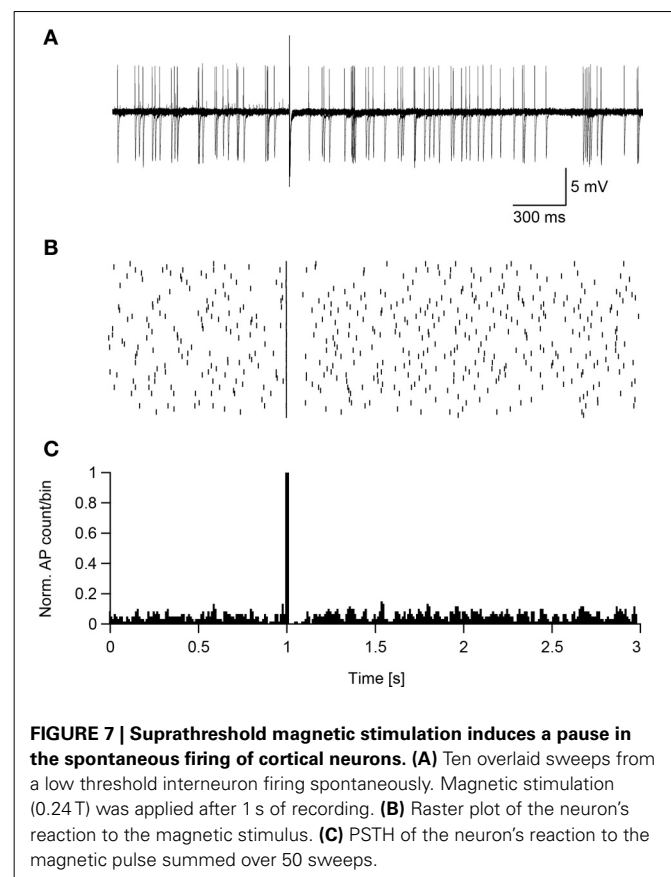 A
5 mV
300 ms
B
C
1
0.8
0.6
0.4
0.2
0
Norm. AP count/bin
0 0.5 1 1.5 2 2.5 3
Time [s]
FIGURE 7 | Suprathreshold magnetic stimulation induces a pause in
the spontaneous firing of cortical neurons. (A) Ten overlaid sweeps from
a low threshold interneuron firing spontaneously. Magnetic stimulation
(0.24 T) was applied after 1 s of recording. (B) Raster plot of the neuron's
reaction to the magnetic stimulus. (C) PSTH of the neuron's reaction to the
magnetic pulse summed over 50 sweeps.